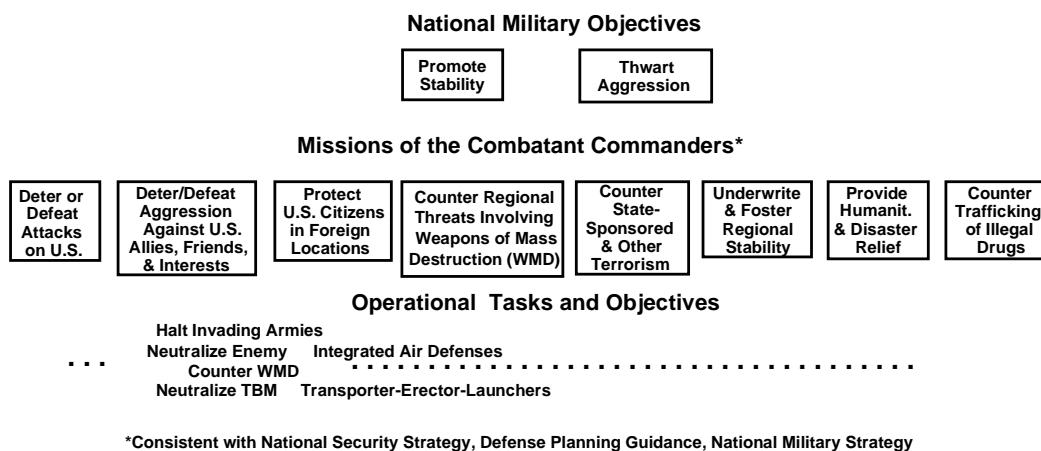 National Military Objectives
Promote
Stability
Thwart
Aggression
Missions of the Combatant Commanders*
Deter or
Defeat
Attacks
on U.S.
Deter/Defeat
Aggression
Against U.S.
Allies, Friends,
& Interests
Protect
U.S. Citizens
in Foreign
Locations
Counter Regional
Threats Involving
Weapons of Mass
Destruction (WMD)
Counter
State-
Sponsored
& Other
Terrorism
Underwrite
& Foster
Regional
Stability
Provide
Humanit.
& Disaster
Relief
Counter
Trafficking
of Illegal
Drugs
Operational Tasks and Objectives
Halt Invading Armies
Neutralize Enemy Integrated Air Defenses
. . . Counter WMD . . . . . . . . . . . . . . . . . . . . . . . . . . . . . . . . . . . . .
Neutralize TBM Transporter-Erector-Launchers
*Consistent with National Security Strategy, Defense Planning Guidance, National Military Strategy